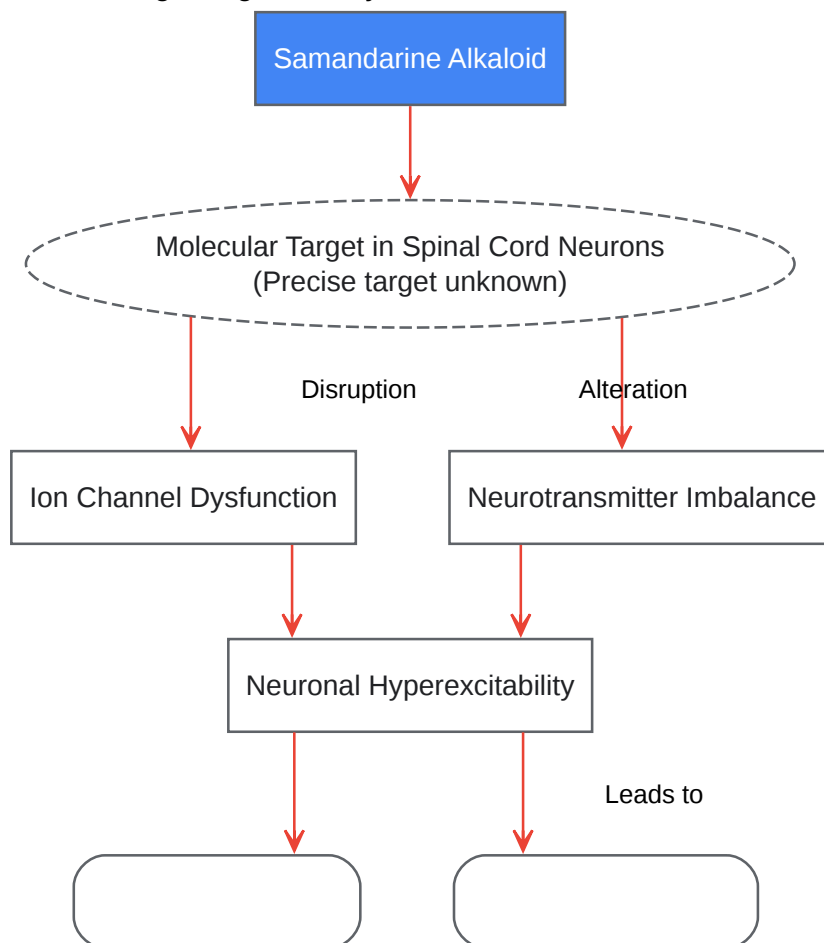 Samandarine Alkaloid
Molecular Target in Spinal Cord Neurons
(Precise target unknown)
Disruption
Alteration
Ion Channel Dysfunction
Neurotransmitter Imbalance
Neuronal Hyperexcitability
Leads to